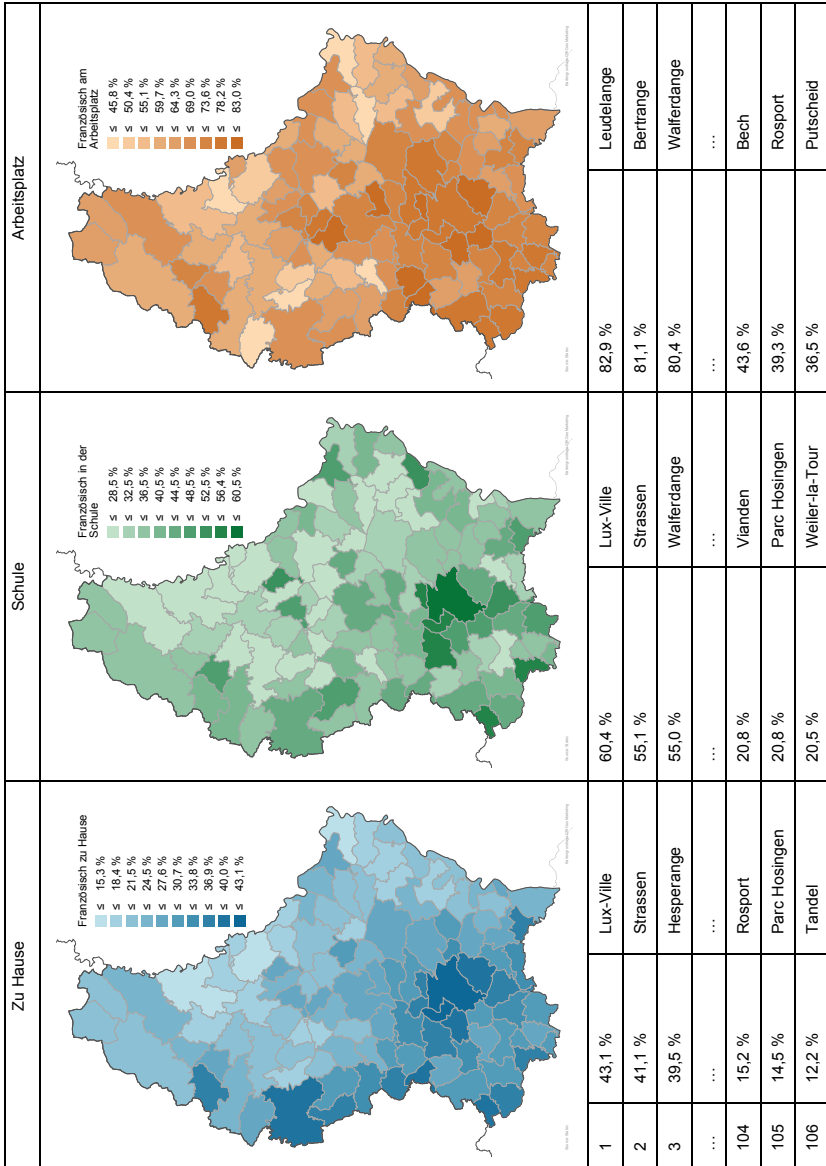 Zu Hause
Schule
Arbeitsplatz
Französisch zu Hause
≤ 15,3 %
≤ 18,4 %
≤ 21,5 %
≤ 24,5 %
≤ 27,6 %
≤ 30,7 %
≤ 33,8 %
≤ 36,9 %
≤ 40,0 %
≤ 43,1 %
Französisch in der
Schule
≤ 28,5 %
≤ 32,5 %
≤ 36,5 %
≤ 40,5 %
≤ 44,5 %
≤ 48,5 %
≤ 52,5 %
≤ 56,4 %
≤ 60,5 %
Französisch am
Arbeitsplatz
≤ 45,8 %
≤ 50,4 %
≤ 55,1 %
≤ 59,7 %
≤ 64,3 %
≤ 69,0 %
≤ 73,6 %
≤ 78,2 %
≤ 83,0 %
1 43,1 % Lux-Ville 60,4 % Lux-Ville 82,9 % Leudelange
2 41,1 % Strassen 55,1 % Strassen 81,1 % Bertrange
3 39,5 % Hesperange 55,0 % Walferdange 80,4 % Walferdange
… … … … … … …
104 15,2 % Rosport 20,8 % Vianden 43,6 % Bech
105 14,5 % Parc Hosingen 20,8 % Parc Hosingen 39,3 % Rosport
106 12,2 % Tandel 20,5 % Weiler-la-Tour 36,5 % Putscheid